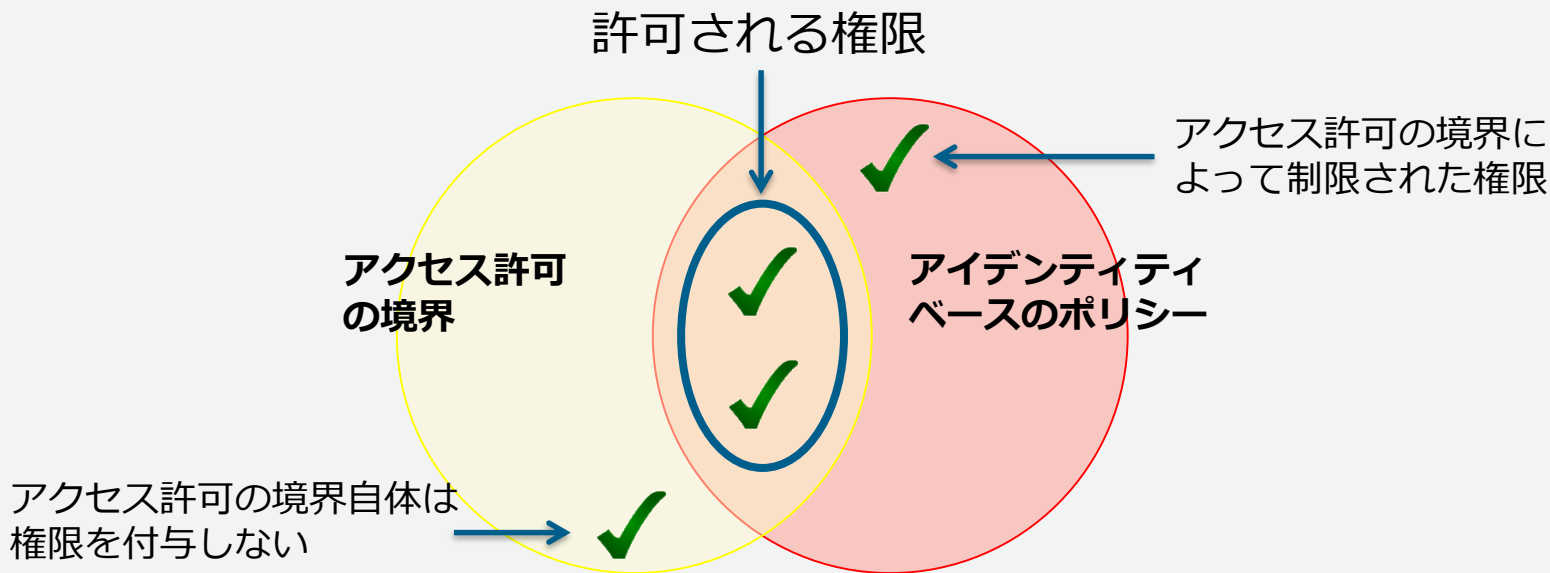 許可される権限
アクセス許可の境界に
よって制限された権限
アクセス許可
の境界
アイデンティティ
ベースのポリシー
アクセス許可の境界自体は
権限を付与しない